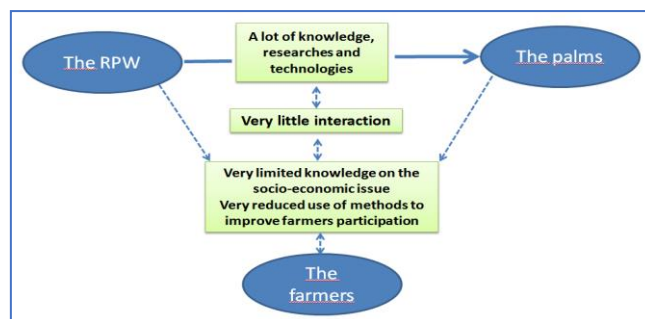 A lot of knowledge,
researches and
technologies
The RPW
The palms
Very little interaction
Very limited knowledge on the
socio-economic issue
Very reduced use of methods to
improve farmers participation
The
farmers